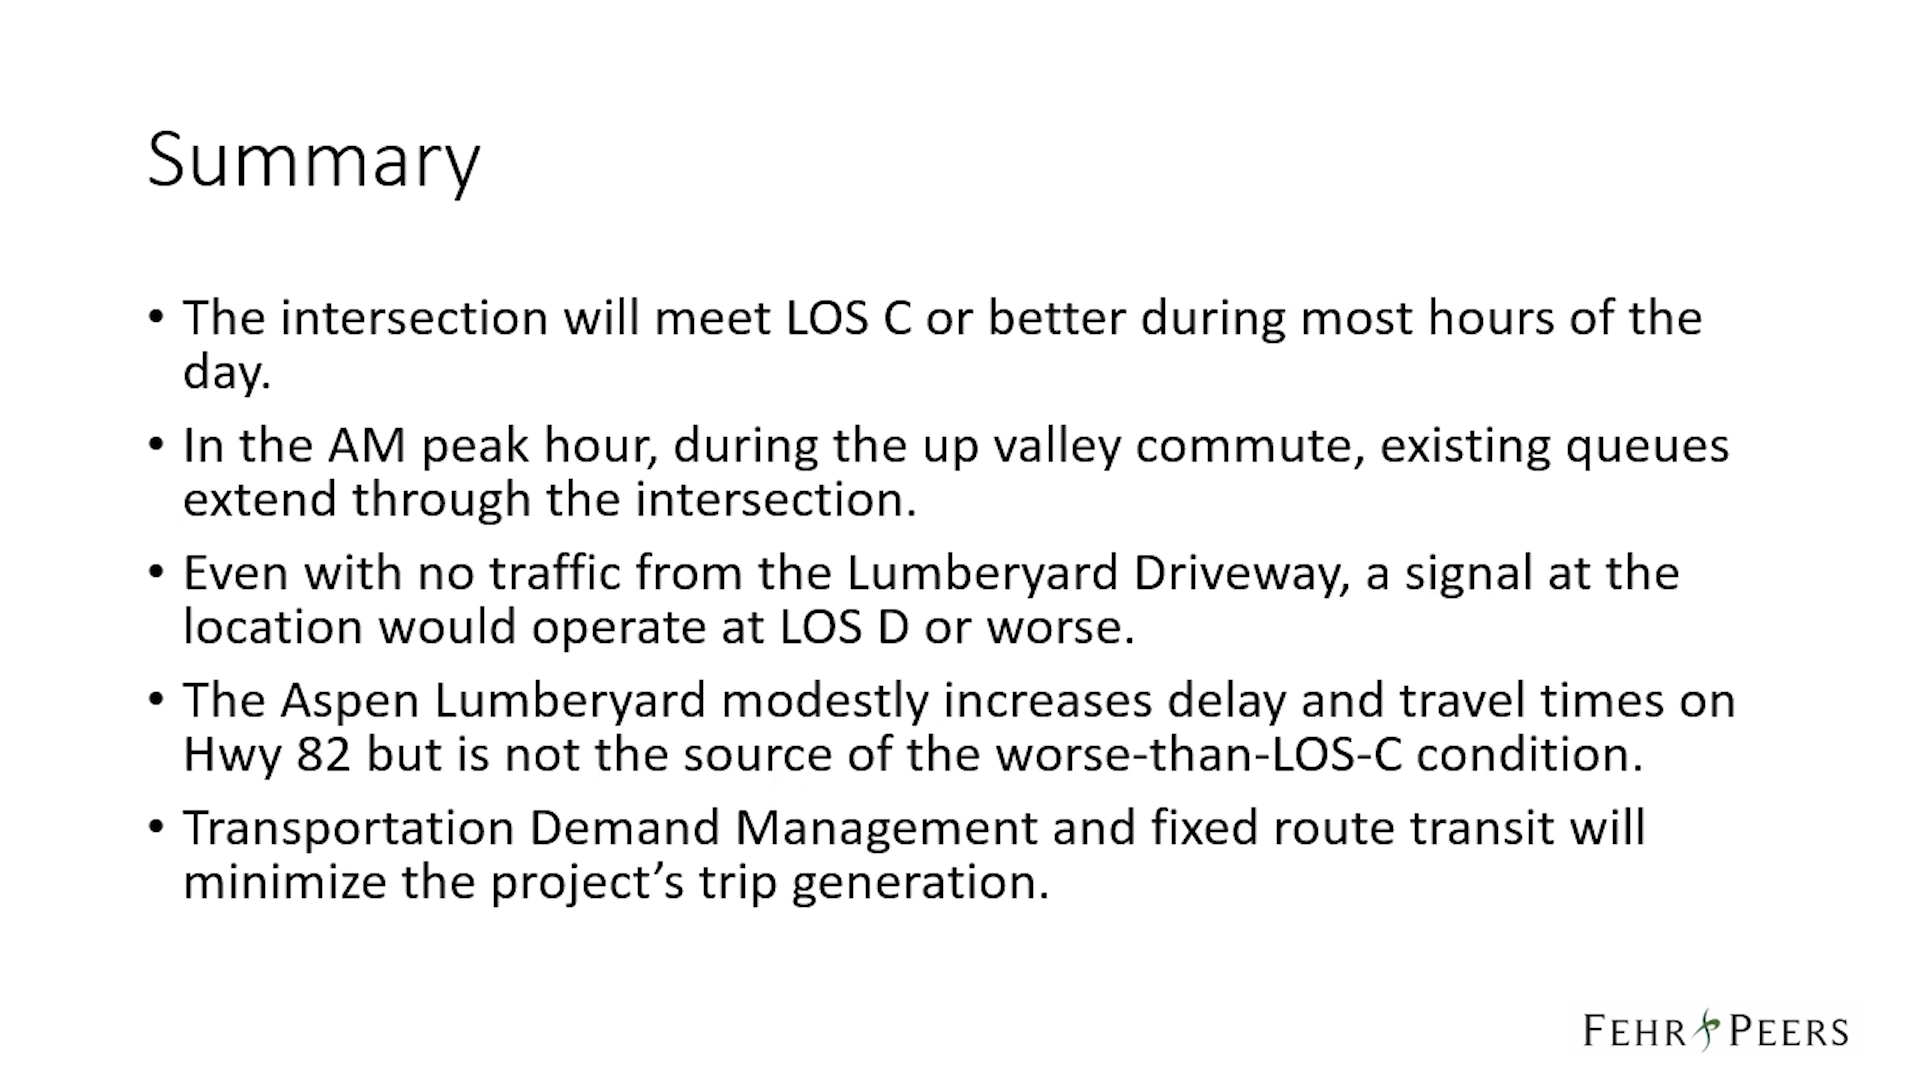 Summary
• The intersection will meet LOS C or better during most hours of the
day.
• In the AM peak hour, during the up valley commute, existing queues
extend through the intersection.
• Even with no traffic from the Lumberyard Driveway, a signal at the
location would operate at LOS D or worse.
• The Aspen Lumberyard modestly increases delay and travel times on
Hwy 82 but is not the source of the worse-than-LOS-C condition.
• Transportation Demand Management and fixed route transit will
minimize the project’s trip generation.
FEHR PEERS